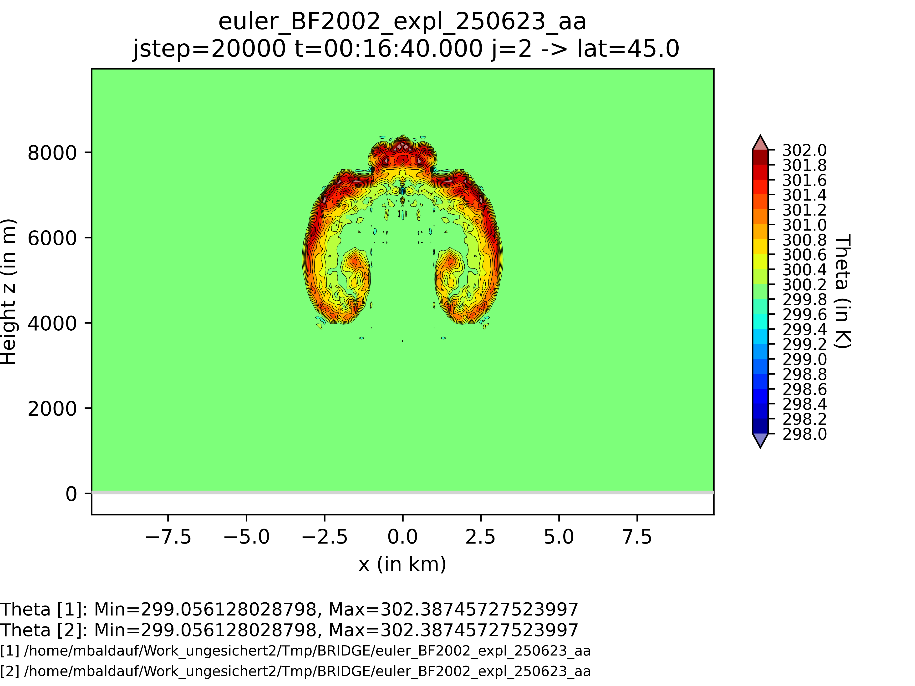 euler_BF2002_expl_250623_aa
jstep=20000 t=00:16:40.000 j=2 -> lat=45.0
8000
6000
4000
2000
0
Height z (in m)
−7.5 −5.0 −2.5 0.0 2.5 5.0 7.5
x (in km)
302.0
301.8
301.6
301.4
301.2
301.0
300.8
300.6
300.4
300.2
299.8
299.6
299.4
299.2
299.0
298.8
298.6
298.4
298.2
298.0
Theta (in K)
Theta [1]: Min=299.056128028798, Max=302.38745727523997
Theta [2]: Min=299.056128028798, Max=302.38745727523997
[1] /home/mbaldauf/Work_ungesichert2/Tmp/BRIDGE/euler_BF2002_expl_250623_aa
[2] /home/mbaldauf/Work_ungesichert2/Tmp/BRIDGE/euler_BF2002_expl_250623_aa